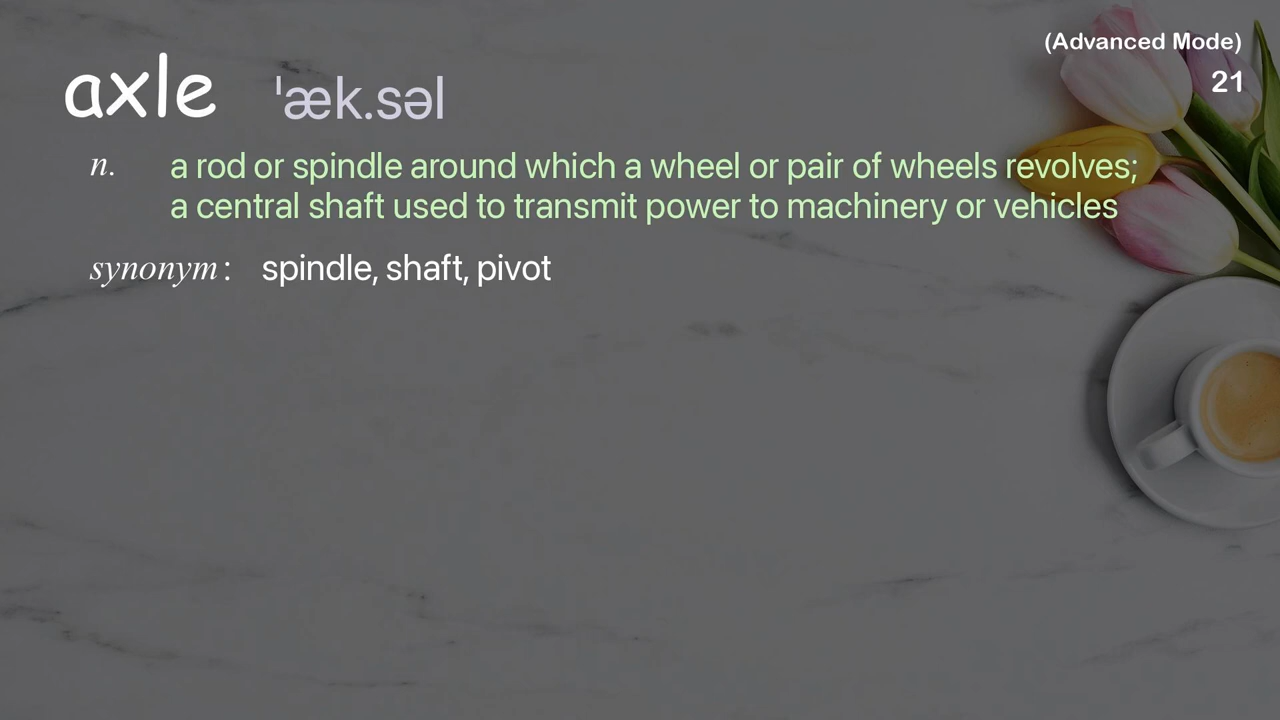 (Advanced Mode)
21
axle ˈæk.səl
n. a rod or spindle around which a wheel or pair of wheels revolves;
a central shaft used to transmit power to machinery or vehicles
synonym: spindle, shaft, pivot